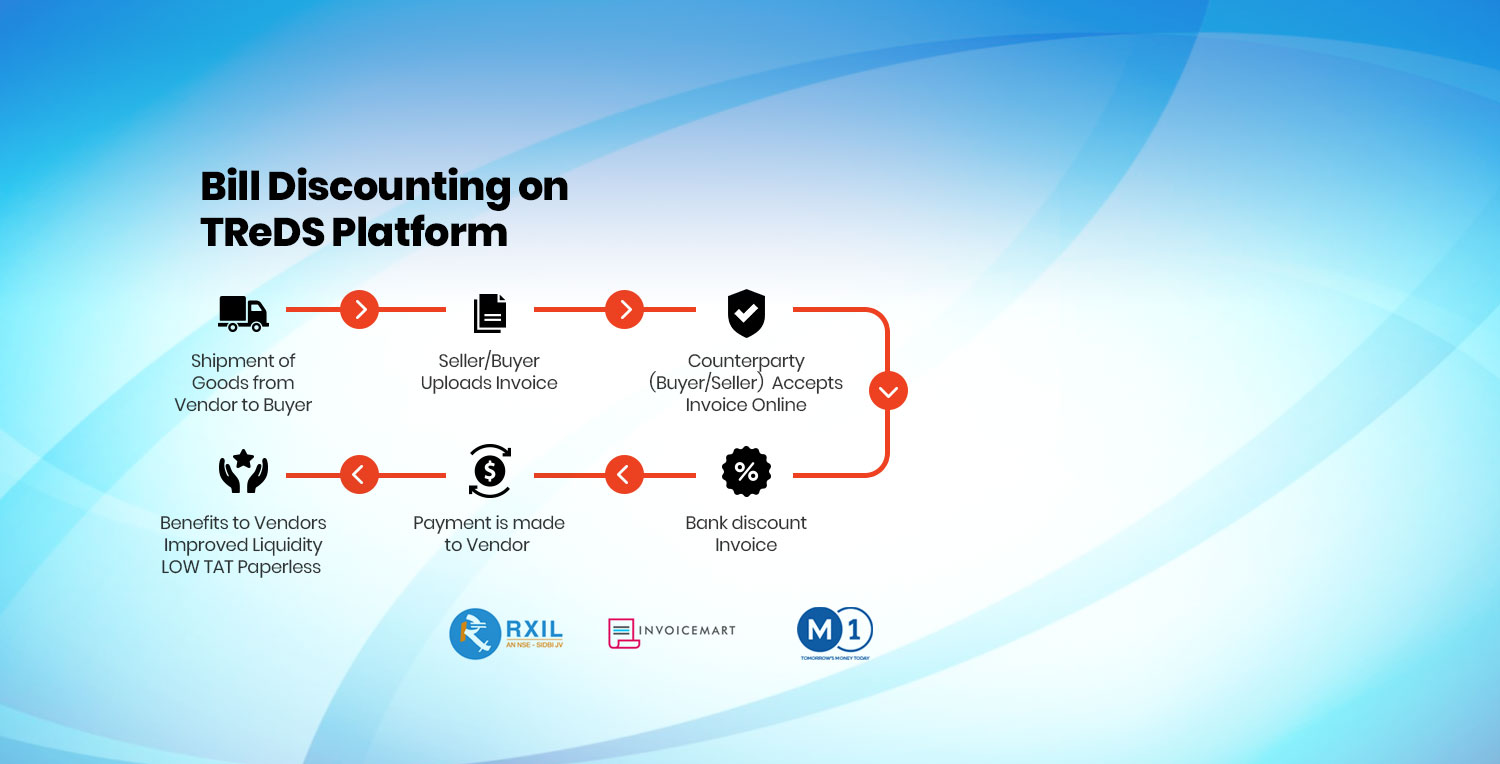 Bill Discounting on
TReDS Platform
Shipment of
Goods from
Vendor to Buyer
Seller/Buyer
Uploads Invoice
Counterparty
(Buyer/Seller) Accepts
Invoice Online
Bank discount
Invoice
%
Payment is made
to Vendor
$
Benefits to Vendors
Improved Liquidity
LOW TAT Paperless
RXIL
AN NSE - SIDBI JV
INVOICEMART
M 1
TOMORROW'S MONEY TODAY